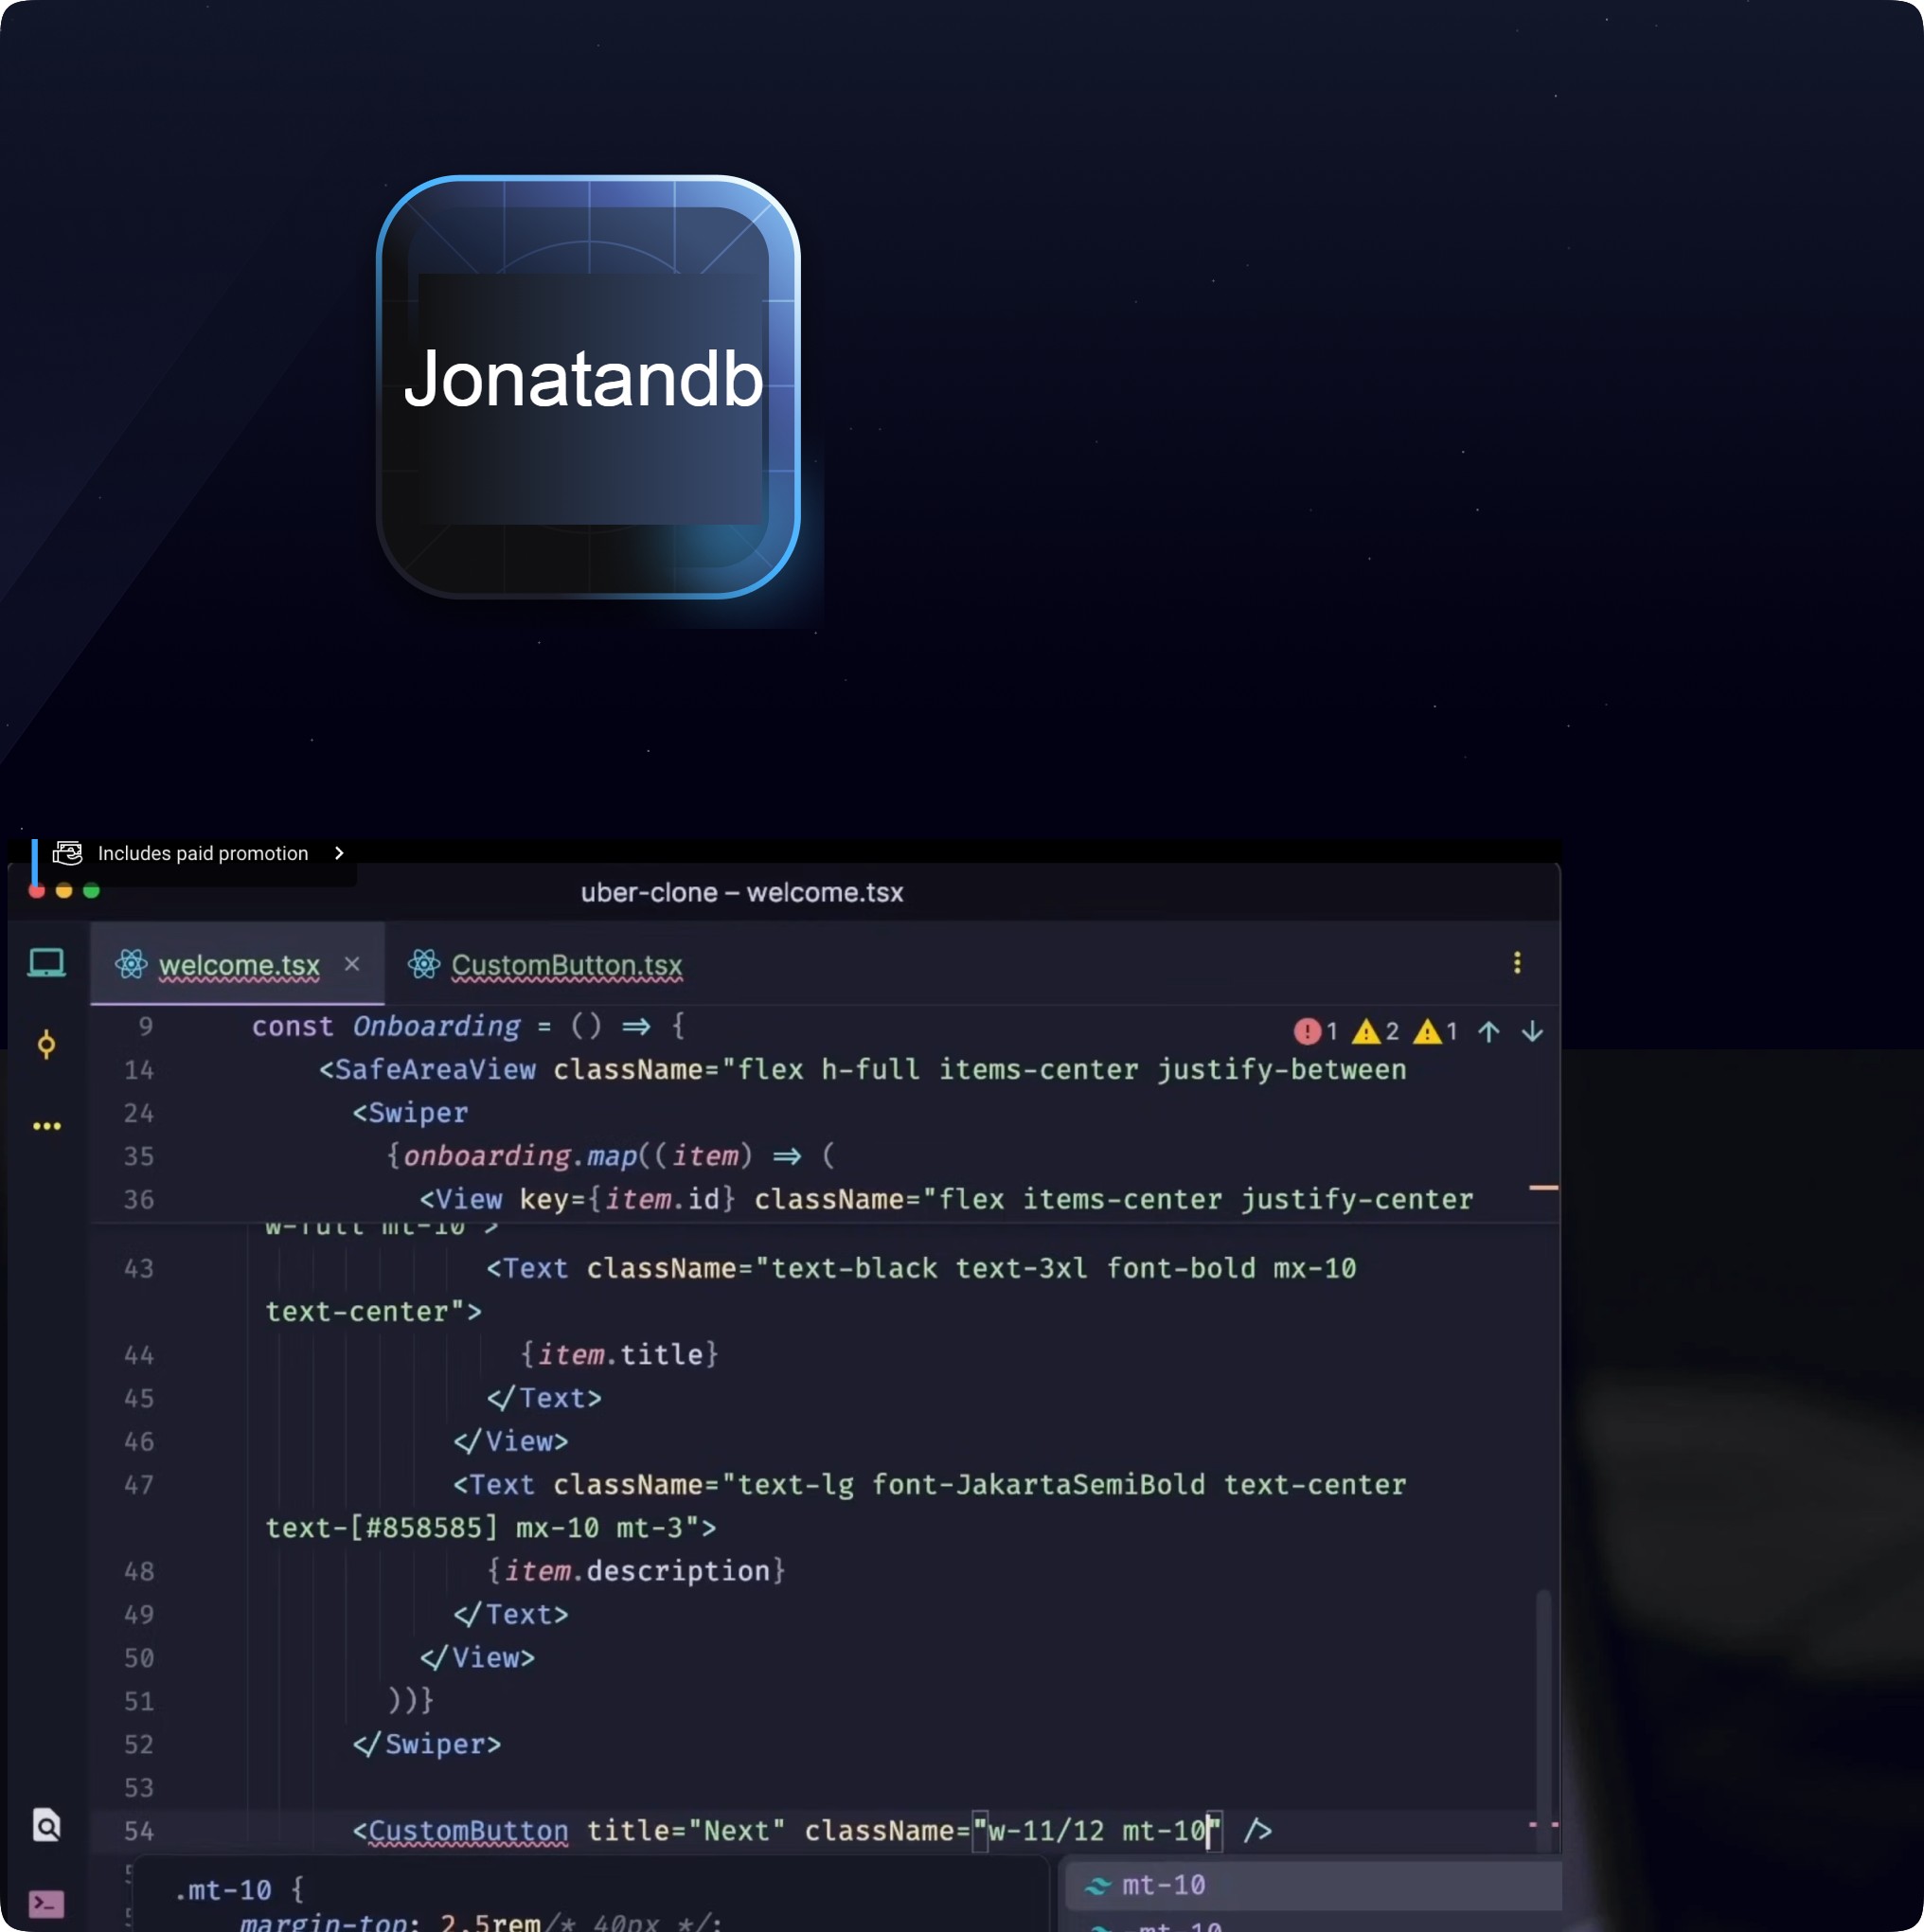 Jonatandb
Includes paid promotion
uber-clone – welcome.tsx
welcome.tsx × CustomButton.tsx
9 const Onboarding = () => { 1 2 1
14 <SafeAreaView className="flex h-full items-center justify-between
24 <Swiper
35 {onboarding.map((item) => (
36 <View key={item.id} className="flex items-center justify-center
w-full mt-10">
43 <Text className="text-black text-3xl font-bold mx-10
text-center">
44 {item.title}
45 </Text>
46 </View>
47 <Text className="text-lg font-JakartaSemiBold text-center
text-[#858585] mx-10 mt-3">
48 {item.description}
49 </Text>
50 </View>
51 ))}
52 </Swiper>
53
54 <CustomButton title="Next" className="w-11/12 mt-10" />
.mt-10 { mt-10
margin-top: 2.5rem/* 40px */; -mt-10